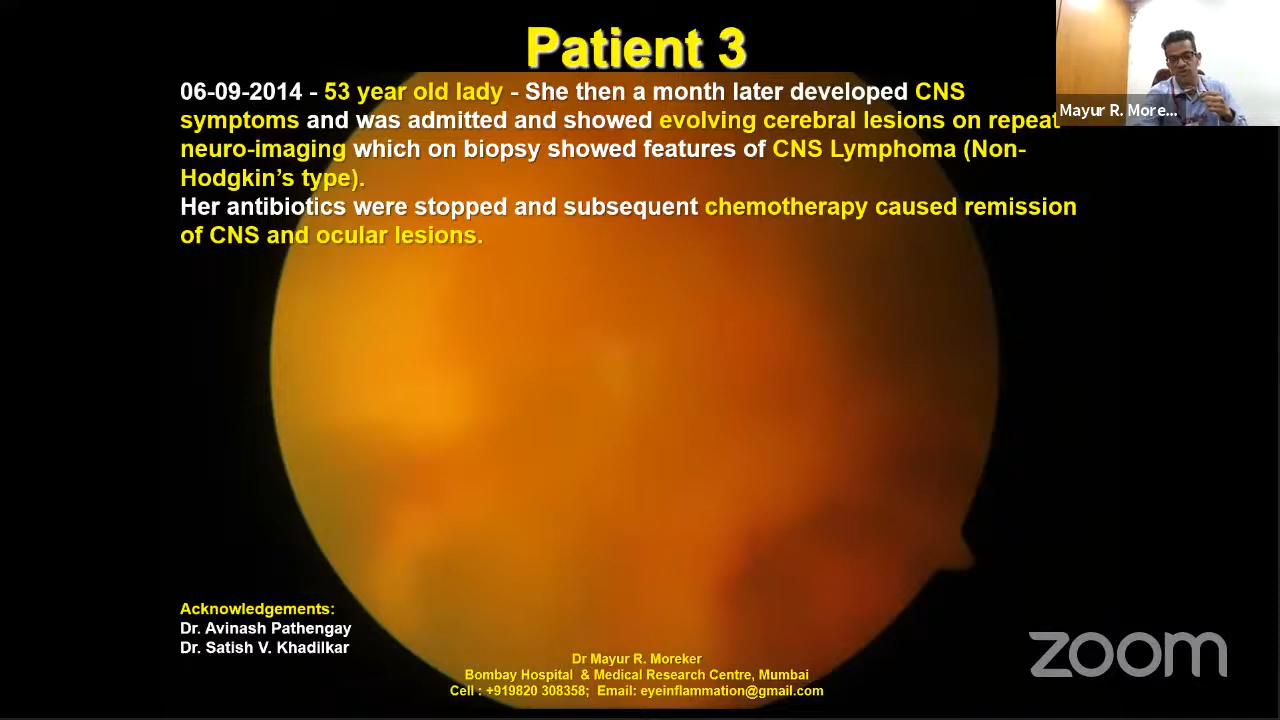 Patient 3
06-09-2014 - 53 year old lady - She then a month later developed CNS
symptoms and was admitted and showed evolving cerebral lesions on repeat
neuro-imaging which on biopsy showed features of CNS Lymphoma (Non-
Hodgkin's type).
Her antibiotics were stopped and subsequent chemotherapy caused remission
of CNS and ocular lesions.
Mayur R. More...
Acknowledgements:
Dr. Avinash Pathengay
Dr. Satish V. Khadilkar
Dr Mayur R. Moreker
Bombay Hospital & Medical Research Centre, Mumbai
Cell : +919820 308358; Email: eyeinflammation@gmail.com
zoom